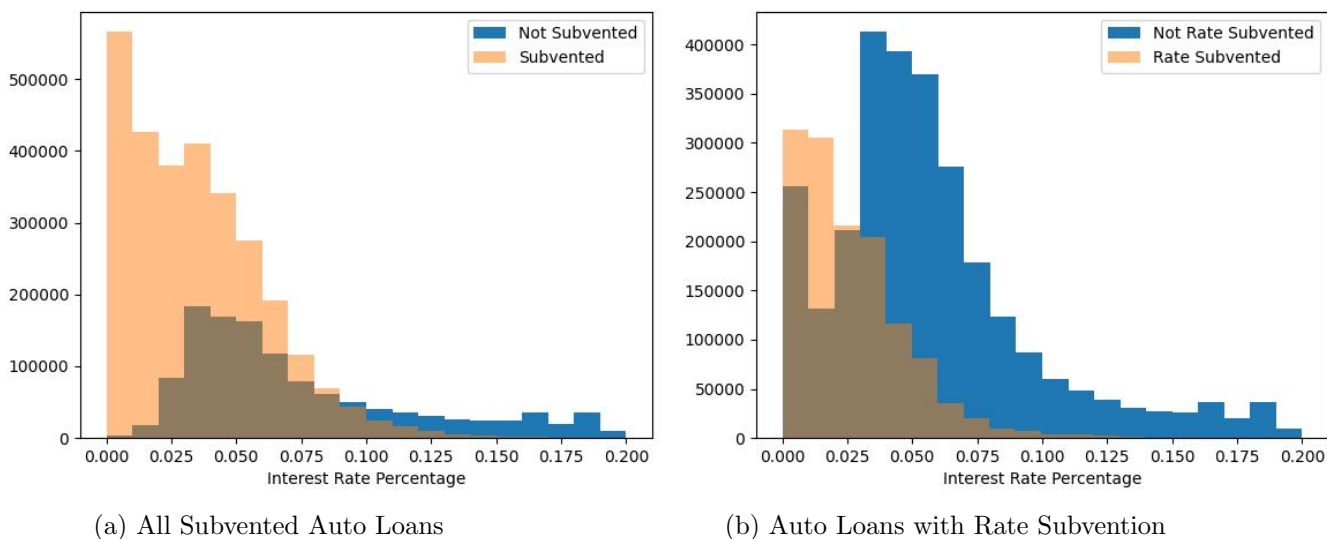 Not Subvented
Subvented
500000
400000
300000
200000
100000
0
0.000 0.025 0.050 0.075 0.100 0.125 0.150 0.175 0.200
Interest Rate Percentage
(a) All Subvented Auto Loans
Not Rate Subvented
Rate Subvented
400000
350000
300000
250000
200000
150000
100000
50000
0
0.000 0.025 0.050 0.075 0.100 0.125 0.150 0.175 0.200
Interest Rate Percentage
(b) Auto Loans with Rate Subvention